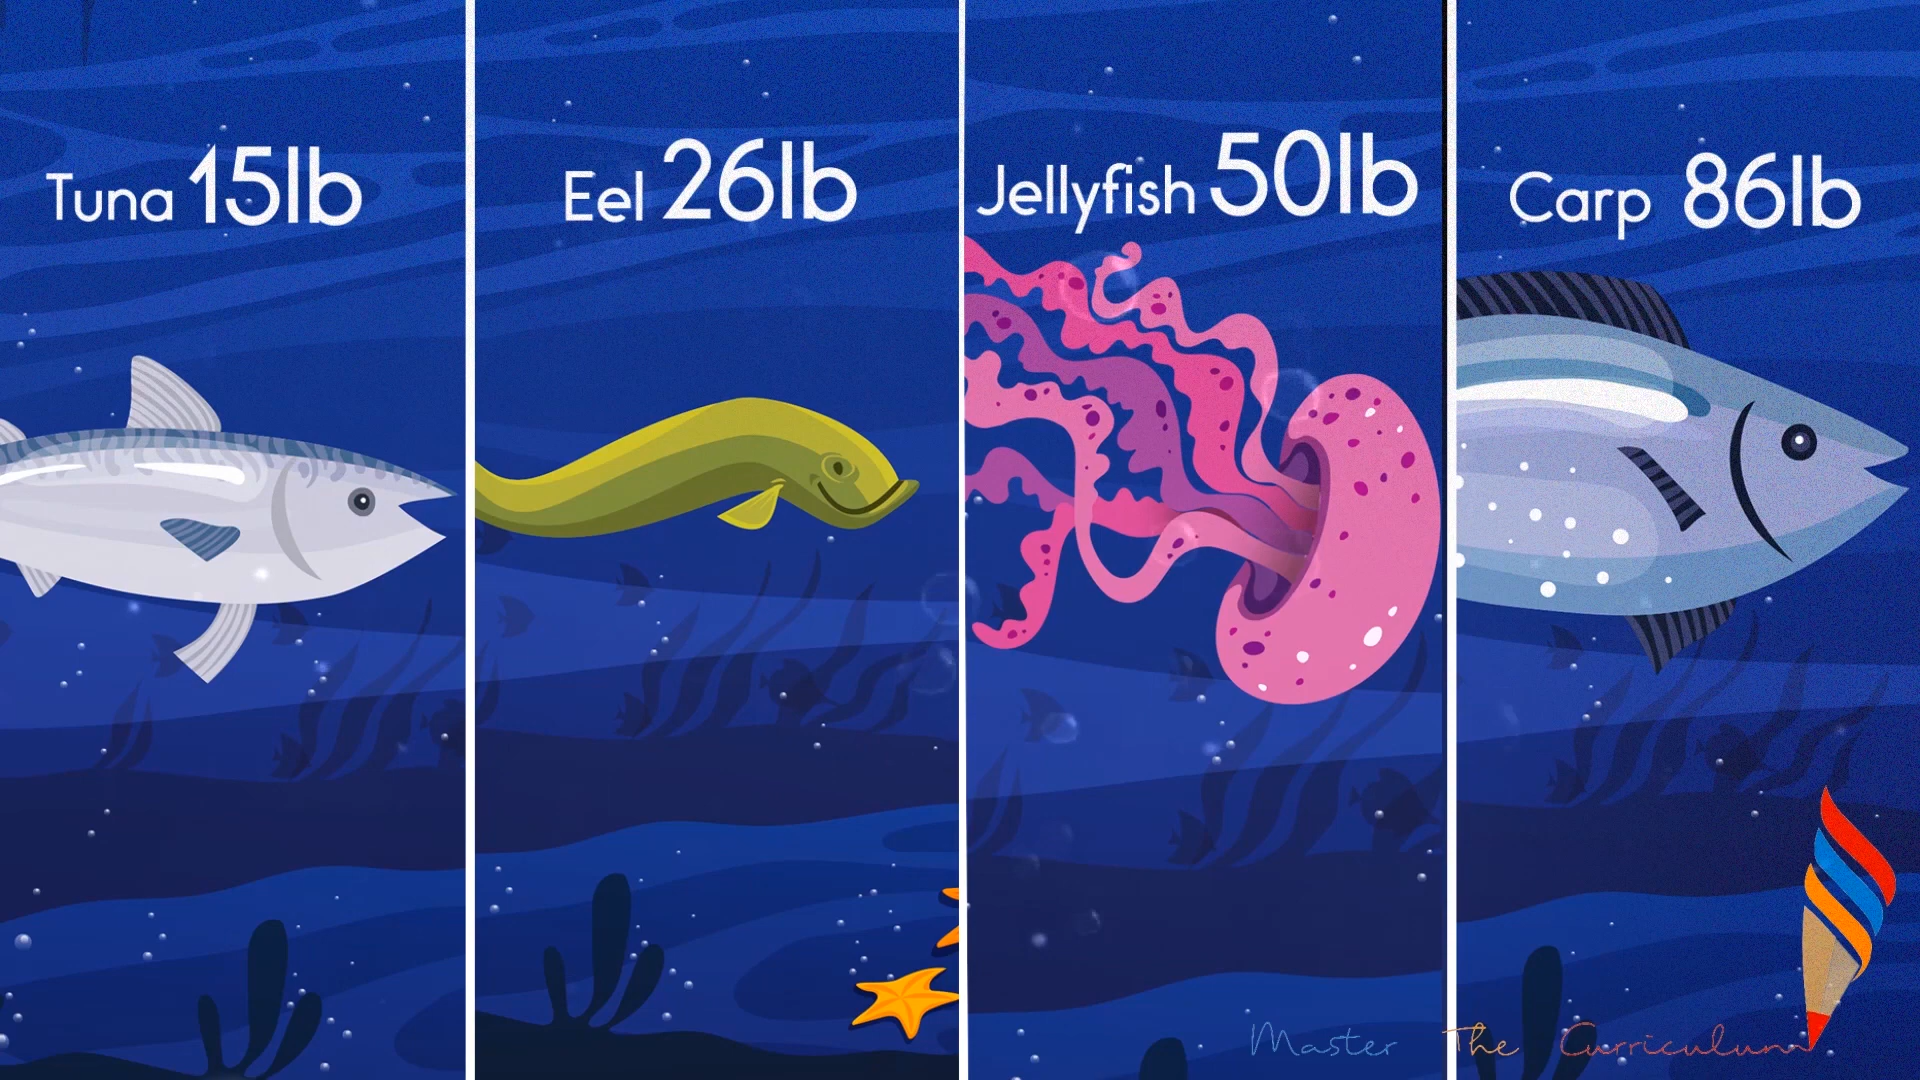 Tuna 15lb
Eel 26lb
Jellyfish 50lb
Carp 86lb
Master The Curriculum